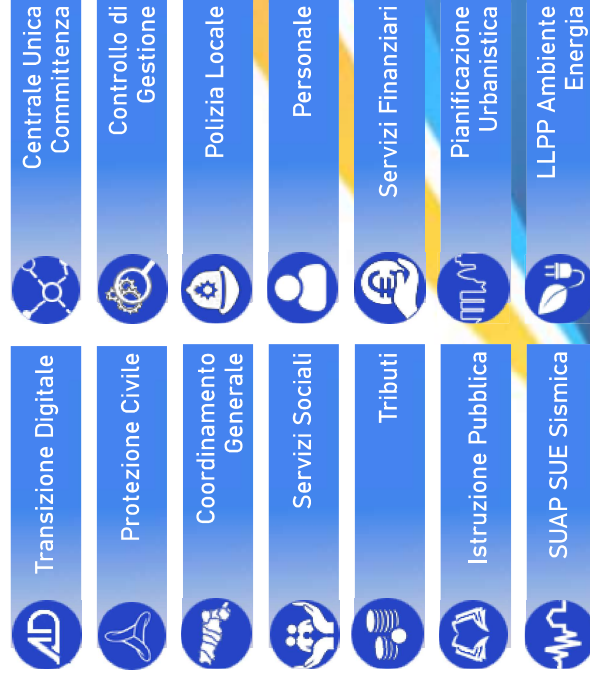 Centrale Unica
Committenza
Controllo di
Gestione
Polizia Locale
Personale
Servizi Finanziari
Pianificazione
Urbanistica
LLPP Ambiente
Energia
Transizione Digitale
Protezione Civile
Coordinamento
Generale
Servizi Sociali
Tributi
Istruzione Pubblica
SUAP SUE Sismica